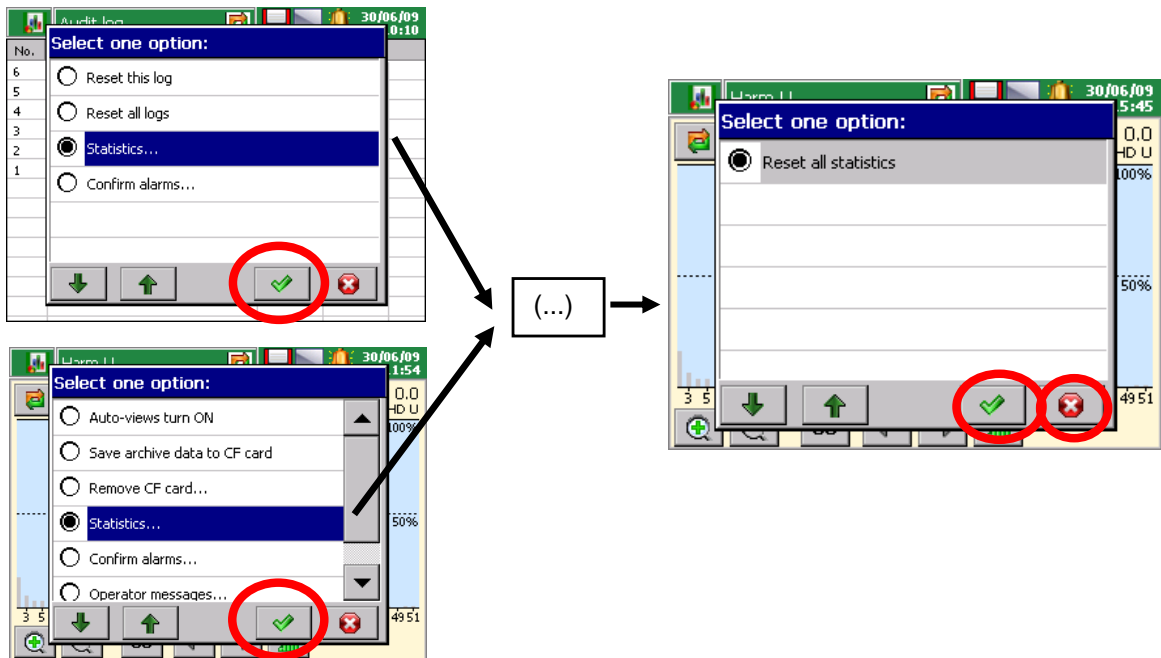 Audit log 30/06/09
0:10
Select one option:
No.
6
5
4
3
2
1
Reset this log
Reset all logs
Statistics...
Confirm alarms...
Harm U 30/06/09
1:54
Select one option:
0.0
HD U
100%
Auto-views turn ON
Save archive data to CF card
Remove CF card...
Statistics...
50%
Confirm alarms...
Operator messages...
3 5
49 51
(...)
Harm U 30/06/09
5:45
Select one option:
0.0
HD U
Reset all statistics
100%
50%
3 5
49 51